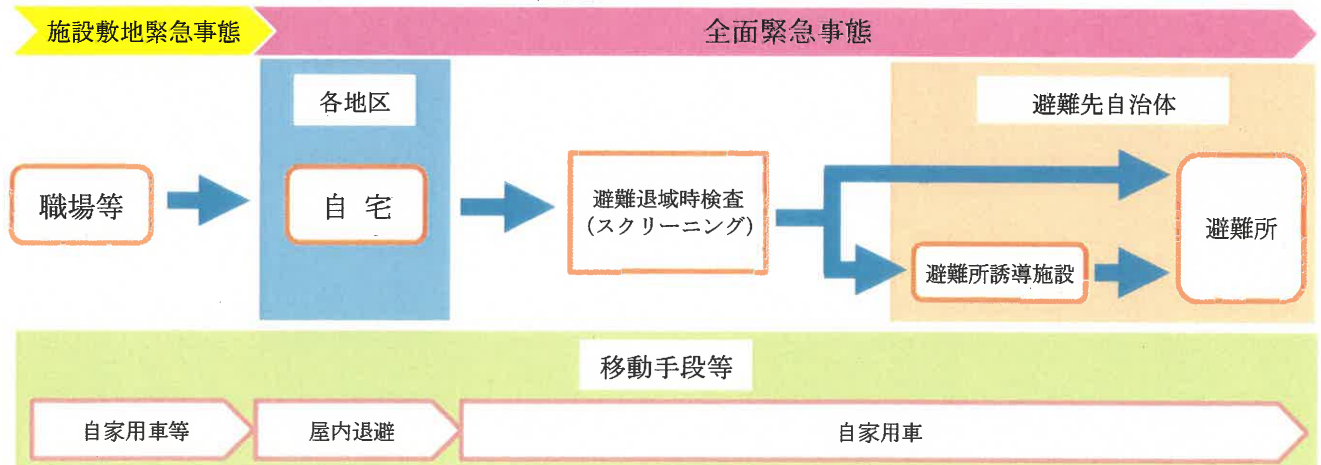 施設敷地緊急事態
全面緊急事態
各地区
避難先自治体
職場等
自宅
避難退域時検査
(スクリーニング)
避難所
避難所誘導施設
移動手段等
自家用車等
屋内退避
自家用車